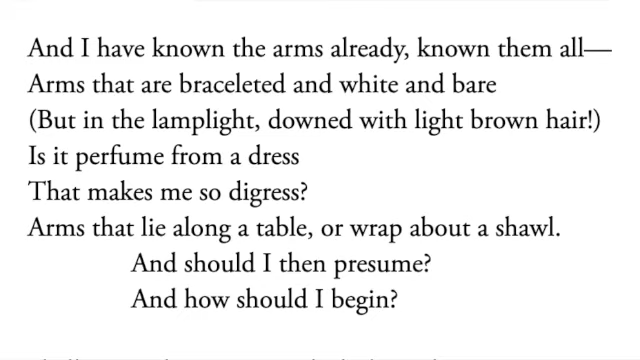 And I have known the arms already, known them all—
Arms that are braceleted and white and bare
(But in the lamplight, downed with light brown hair!)
Is it perfume from a dress
That makes me so digress?
Arms that lie along a table, or wrap about a shawl.
And should I then presume?
And how should I begin?